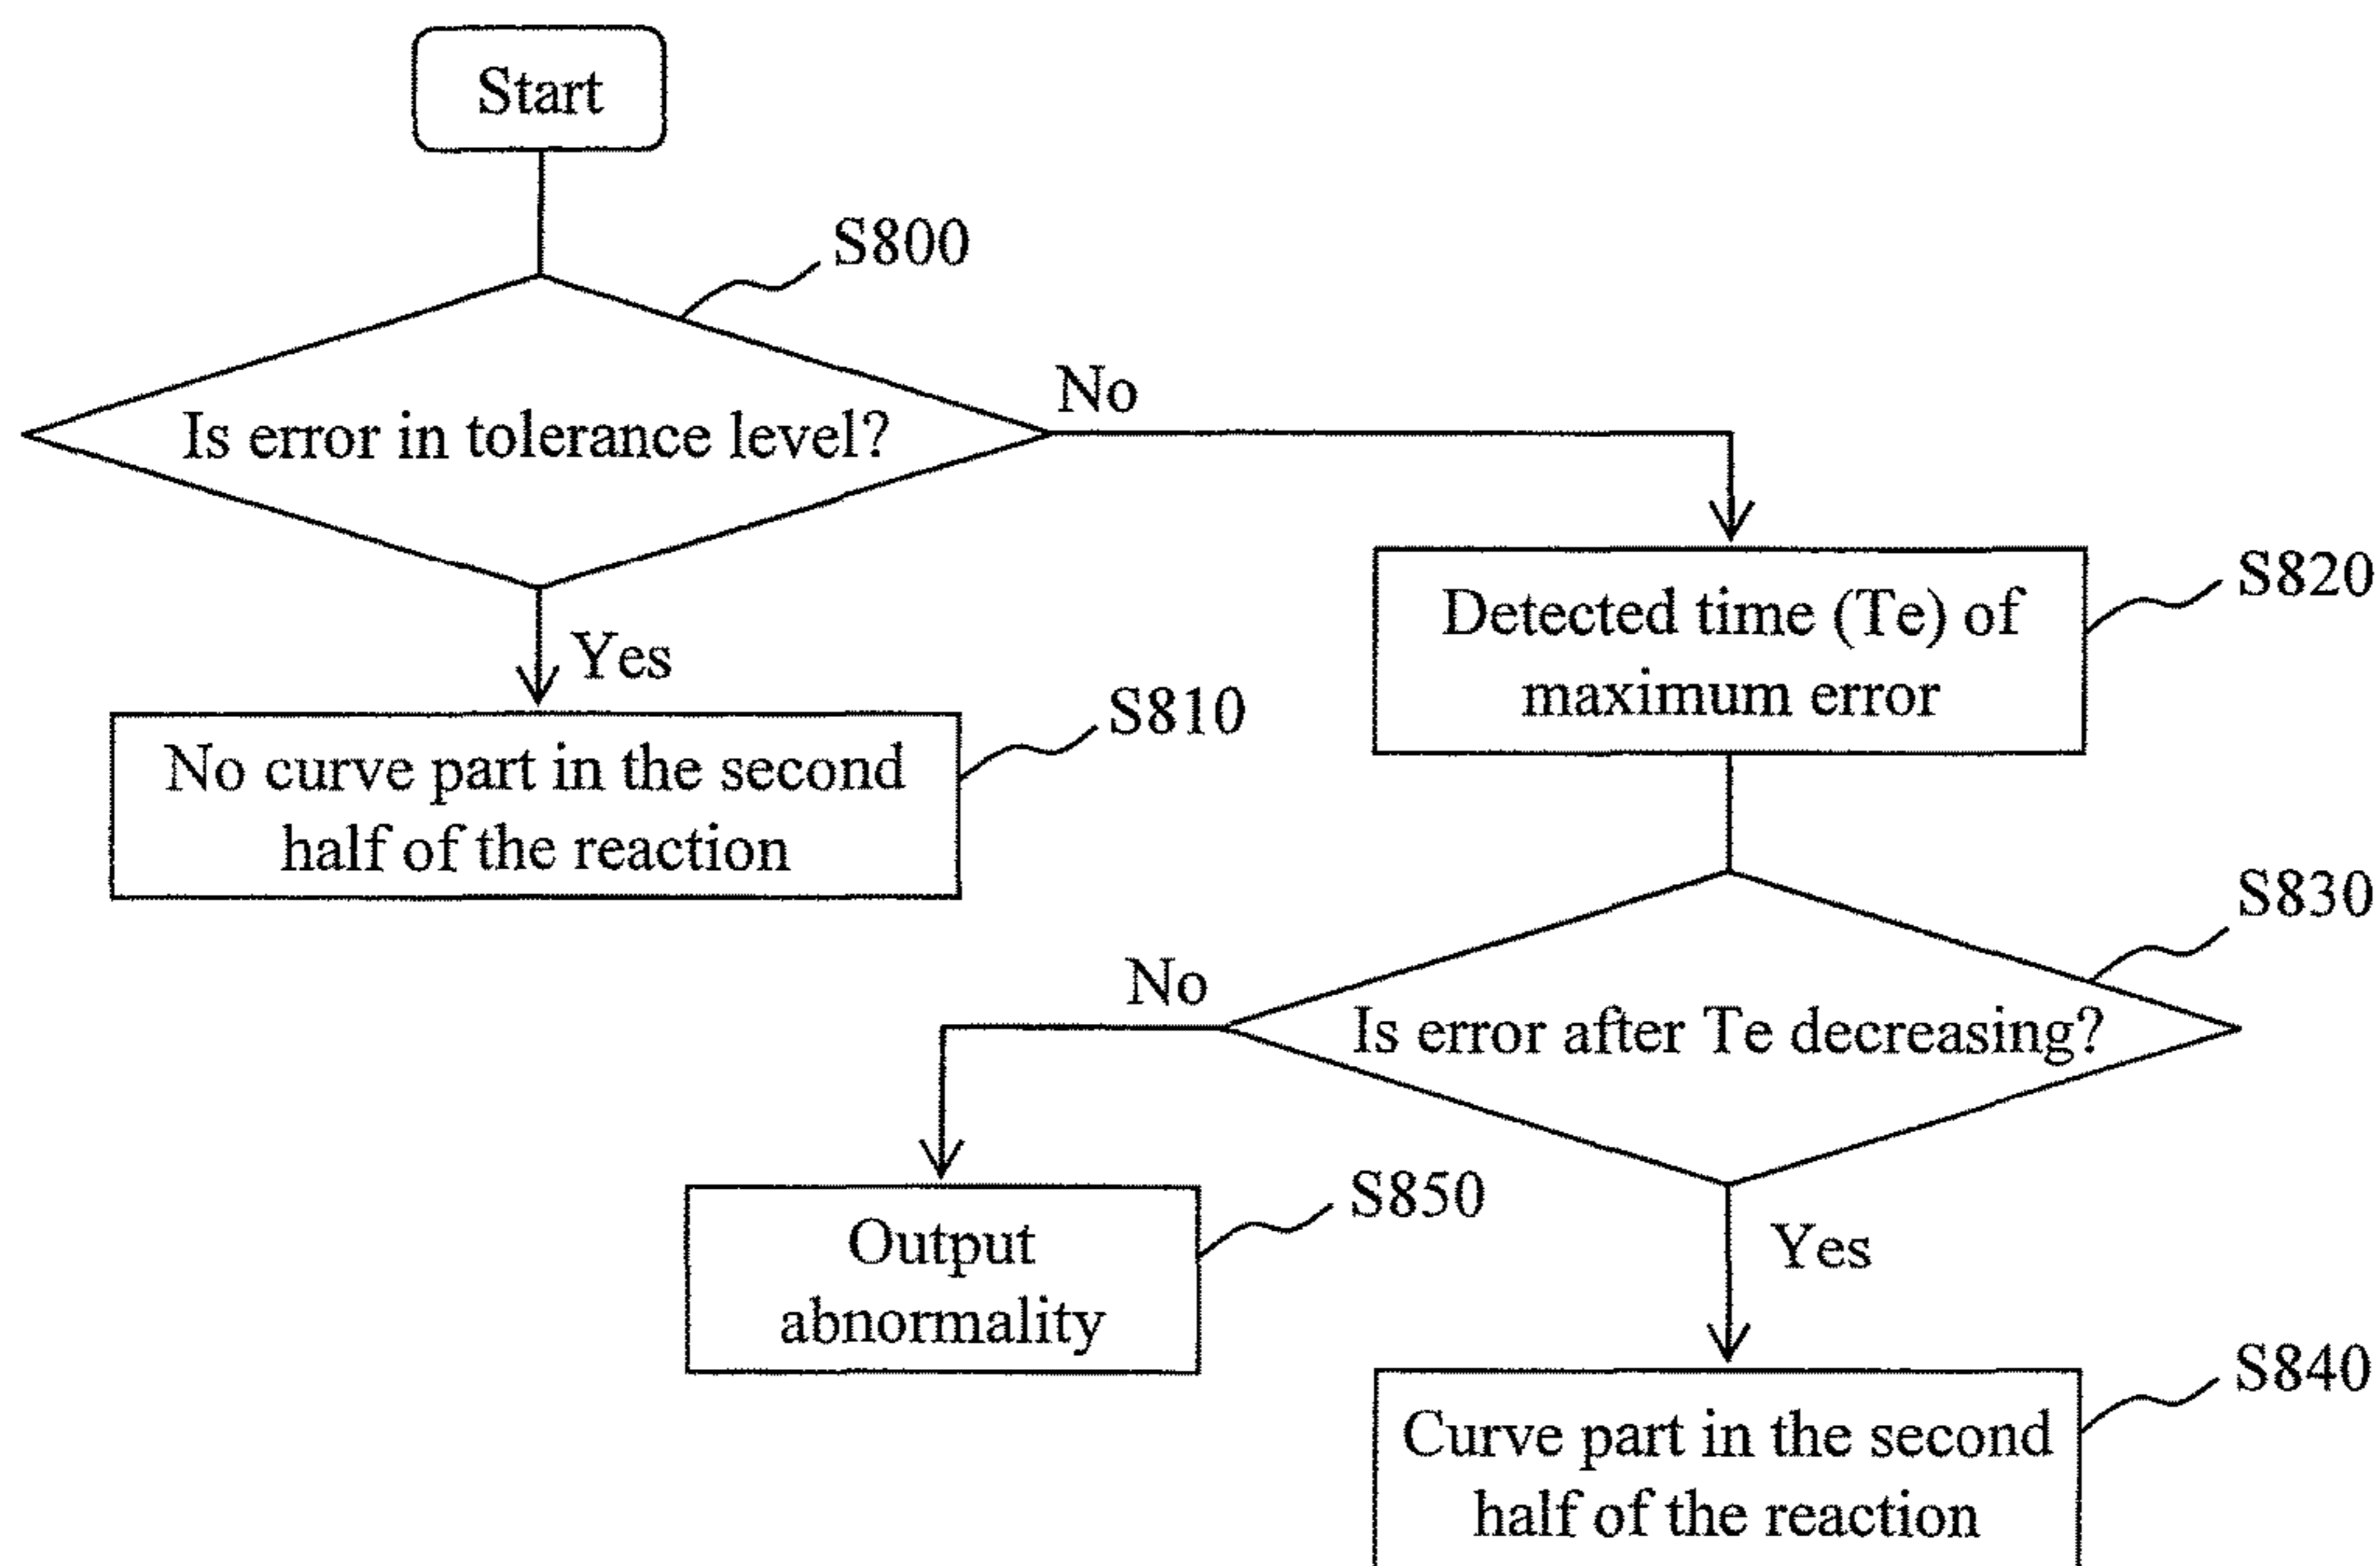 Start
S800
Is error in tolerance level?
No
Yes
S810
No curve part in the second
half of the reaction
S820
Detected time (Te) of
maximum error
S830
Is error after Te decreasing?
No
Yes
S850
Output
abnormality
S840
Curve part in the second
half of the reaction